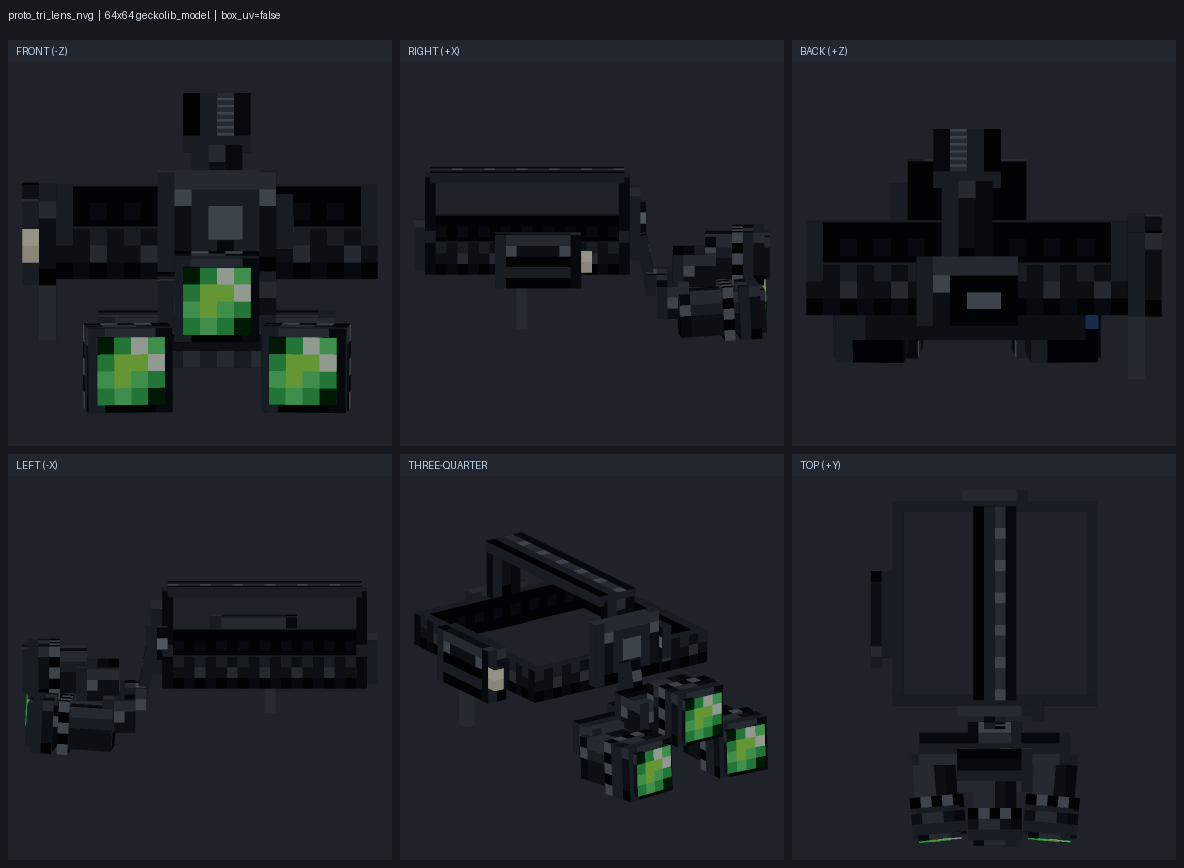 proto_tri_lens_nvg | 64x64 geckolib_model | box_uv=false
FRONT (-Z)
RIGHT (+X)
BACK (+Z)
LEFT (-X)
THREE-QUARTER
TOP (+Y)